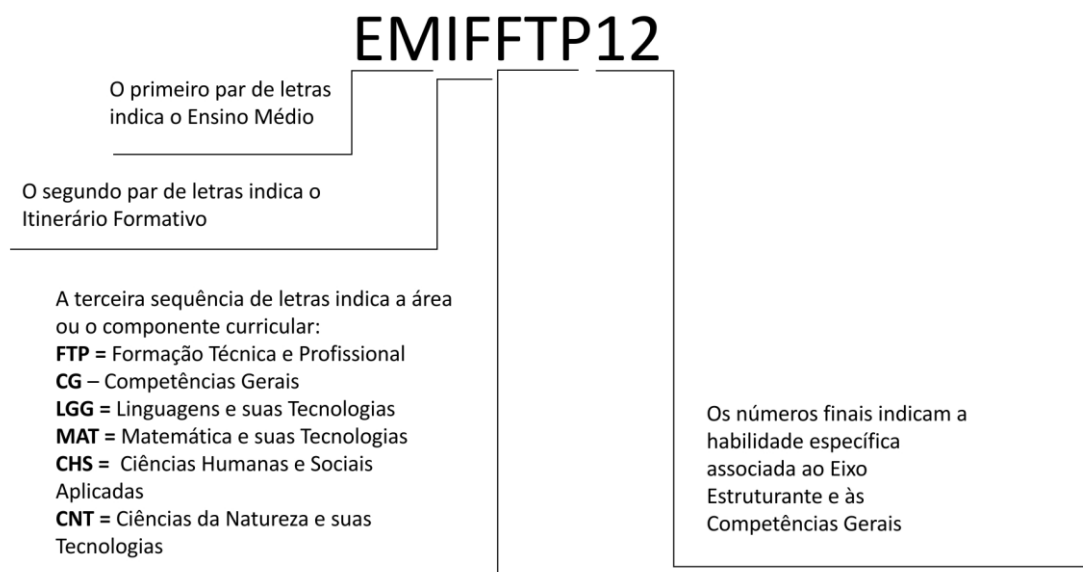 EMIFFTP12
O primeiro par de letras
indica o Ensino Médio
O segundo par de letras indica o
Itinerário Formativo
A terceira sequência de letras indica a área
ou o componente curricular:
FTP = Formação Técnica e Profissional
CG – Competências Gerais
LGG = Linguagens e suas Tecnologias
MAT = Matemática e suas Tecnologias
CHS = Ciências Humanas e Sociais
Aplicadas
CNT = Ciências da Natureza e suas
Tecnologias
Os números finais indicam a
habilidade específica
associada ao Eixo
Estruturante e às
Competências Gerais